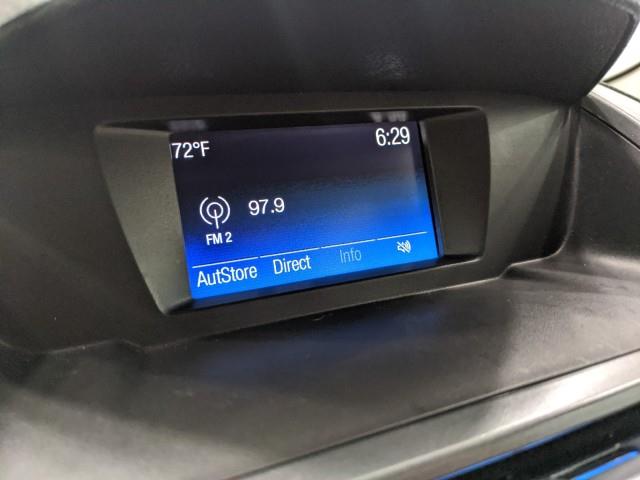 72°F 6:29
97.9
FM 2
AutStore Direct Info